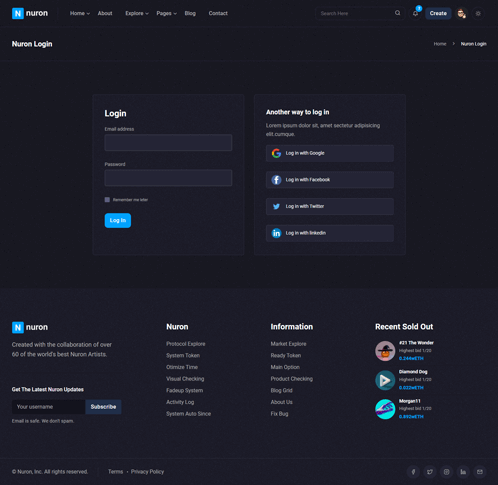 nuron
Home About Explore Pages Blog Contact
Search Here
Create
Nuron Login
Home Nuron Login
Login
Email address
Password
Remember me later
Log In
Another way to log in
Lorem ipsum dolor sit, amet sectetur adipisicing
elit.cumque.
Log in with Google
Log in with Facebook
Log in with Twitter
Log in with linkedin
nuron
Created with the collaboration of over
60 of the world's best Nuron Artists.
Get The Latest Nuron Updates
Your username
Subscribe
Email is safe. We don't spam.
Nuron
Protocol Explore
System Token
Otimize Time
Visual Checking
Fadeup System
Activity Log
System Auto Since
Information
Market Explore
Ready Token
Main Option
Product Checking
Blog Grid
About Us
Fix Bug
Recent Sold Out
#21 The Wonder
Highest bid 1/20
0.244wETH
Diamond Dog
Highest bid 1/20
0.022wETH
Morgan11
Highest bid 1/20
0.892wETH
© Nuron, Inc. All rights reserved.
Terms • Privacy Policy